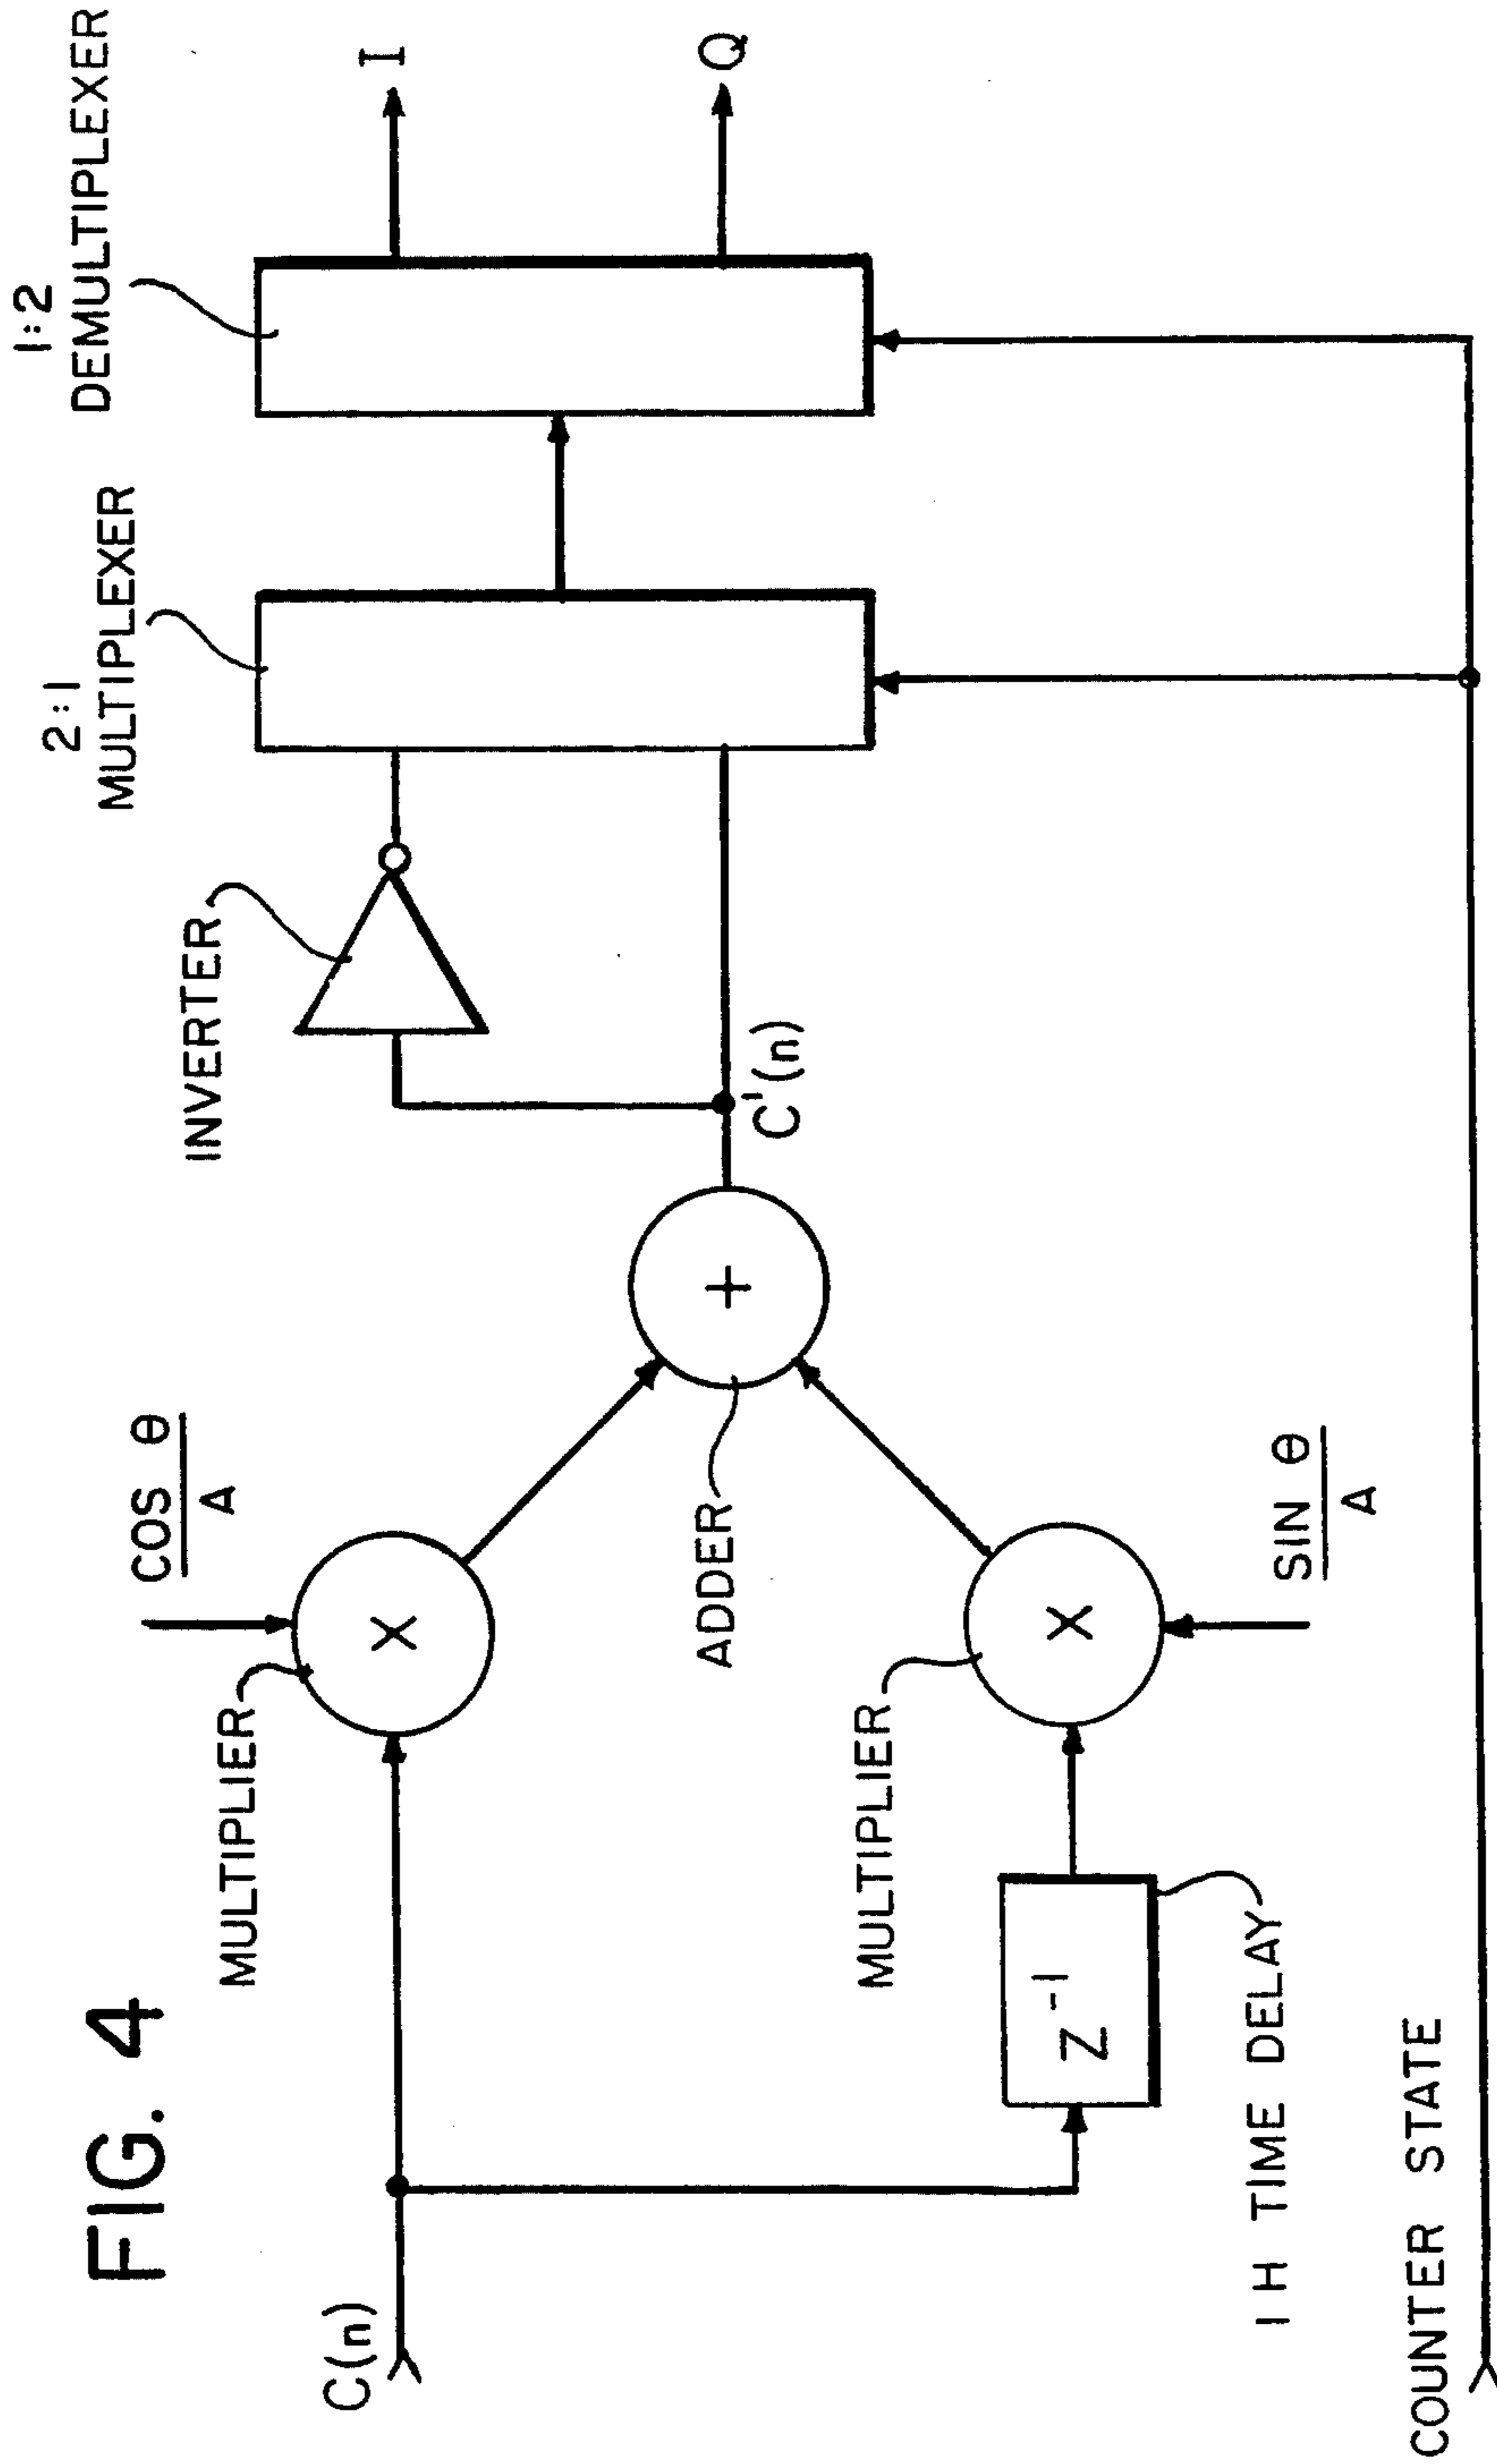 FIG. 4
C(n)
MULTIPLIER
X
COS θ
A
INVERTER
2:1
MULTIPLEXER
1:2
DEMULTIPLEXER
I
Q
ADDER
+
C'(n)
1 H TIME DELAY
Z⁻¹
MULTIPLIER
X
SIN θ
A
COUNTER STATE